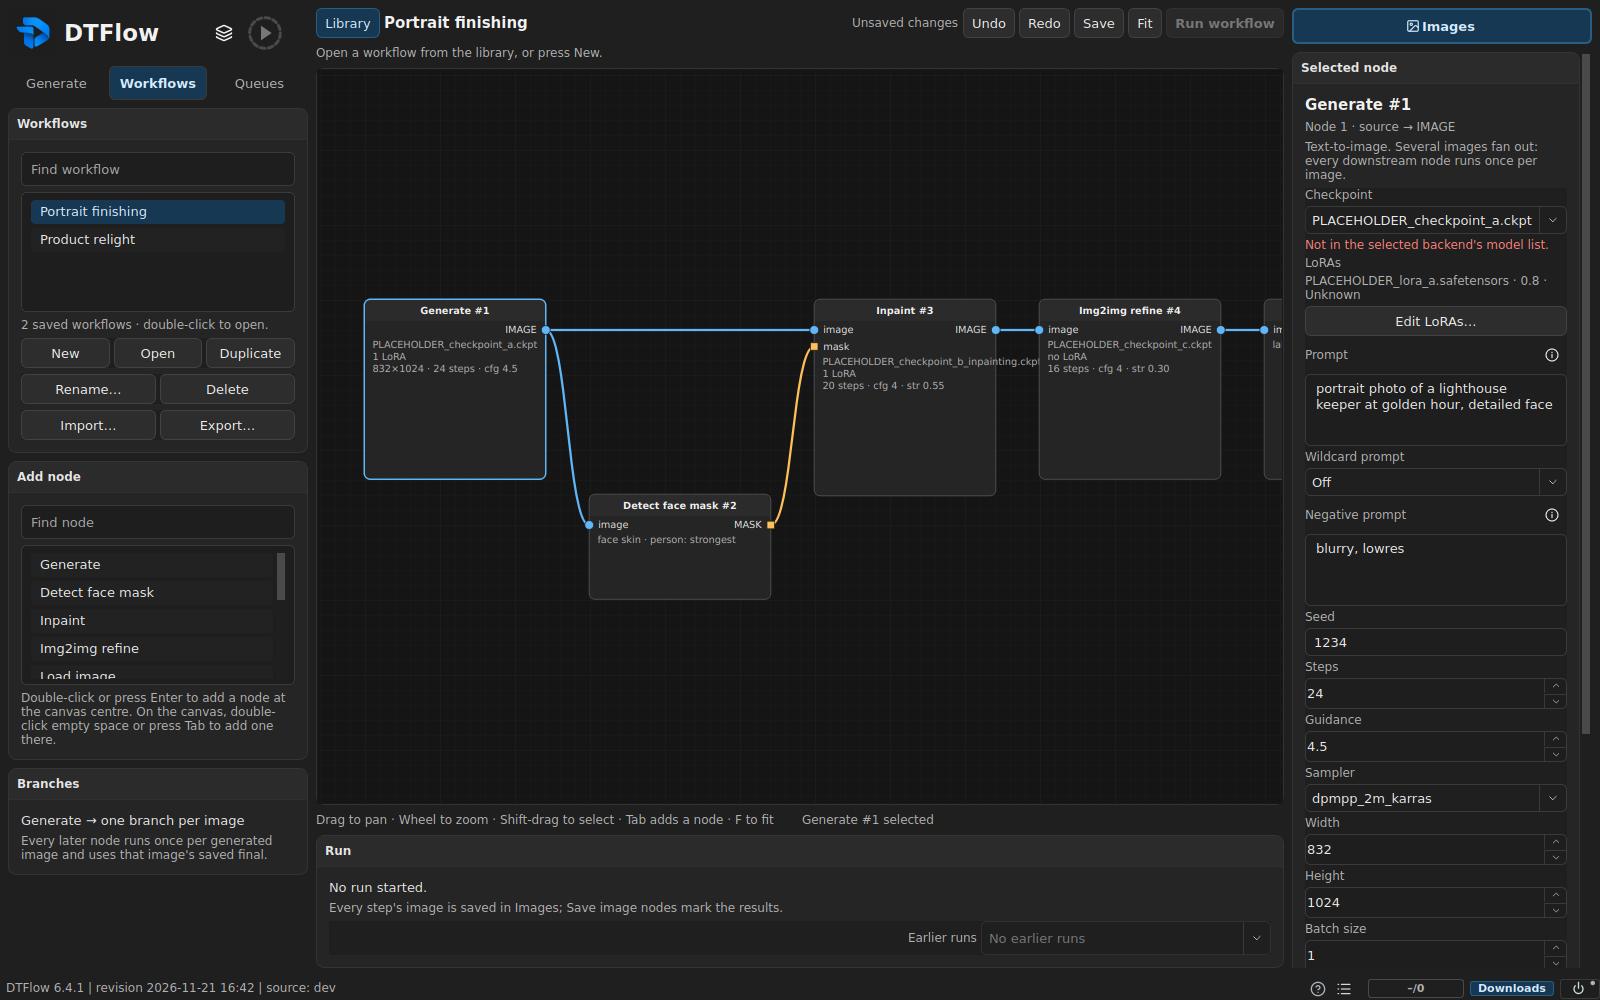 DTFlow
Generate
Workflows
Queues
Workflows
Find workflow
Portrait finishing
Product relight
2 saved workflows · double-click to open.
New
Open
Duplicate
Rename…
Delete
Import…
Export…
Add node
Find node
Generate
Detect face mask
Inpaint
Img2img refine
Load image
Double-click or press Enter to add a node at
the canvas centre. On the canvas, double-
click empty space or press Tab to add one
there.
Branches
Generate → one branch per image
Every later node runs once per generated
image and uses that image's saved final.
Library
Portrait finishing
Unsaved changes
Undo
Redo
Save
Fit
Run workflow
Open a workflow from the library, or press New.
Generate #1
IMAGE
PLACEHOLDER_checkpoint_a.ckpt
1 LoRA
832×1024 · 24 steps · cfg 4.5
Detect face mask #2
image
MASK
face skin · person: strongest
Inpaint #3
image
IMAGE
mask
PLACEHOLDER_checkpoint_b_inpainting.ckpt
1 LoRA
20 steps · cfg 4 · str 0.55
Img2img refine #4
image
IMAGE
PLACEHOLDER_checkpoint_c.ckpt
no LoRA
16 steps · cfg 4 · str 0.30
Drag to pan · Wheel to zoom · Shift-drag to select · Tab adds a node · F to fit
Generate #1 selected
Run
No run started.
Every step's image is saved in Images; Save image nodes mark the results.
Earlier runs
No earlier runs
Images
Selected node
Generate #1
Node 1 · source → IMAGE
Text-to-image. Several images fan out:
every downstream node runs once per
image.
Checkpoint
PLACEHOLDER_checkpoint_a.ckpt
Not in the selected backend's model list.
LoRAs
PLACEHOLDER_lora_a.safetensors · 0.8 ·
Unknown
Edit LoRAs…
Prompt
portrait photo of a lighthouse
keeper at golden hour, detailed face
Wildcard prompt
Off
Negative prompt
blurry, lowres
Seed
1234
Steps
24
Guidance
4.5
Sampler
dpmpp_2m_karras
Width
832
Height
1024
Batch size
1
DTFlow 6.4.1 | revision 2026-11-21 16:42 | source: dev
-/0
Downloads